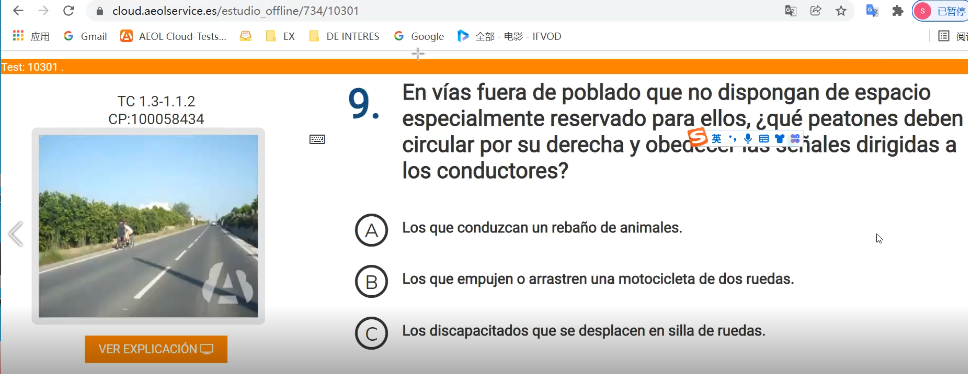 cloud.aeolservice.es/estudio_offline/734/10301
S 已暂停
应用 Gmail AEOL Cloud-Tests... EX DE INTERES Google 全部 - 电影 - IFVOD
Test: 10301 .
TC 1.3-1.1.2
CP:100058434
9. En vías fuera de poblado que no dispongan de espacio
especialmente reservado para ellos, ¿qué peatones deben
circular por su derecha y obedecer las señales dirigidas a
los conductores?
英
A Los que conduzcan un rebaño de animales.
B Los que empujen o arrastren una motocicleta de dos ruedas.
C Los discapacitados que se desplacen en silla de ruedas.
VER EXPLICACIÓN